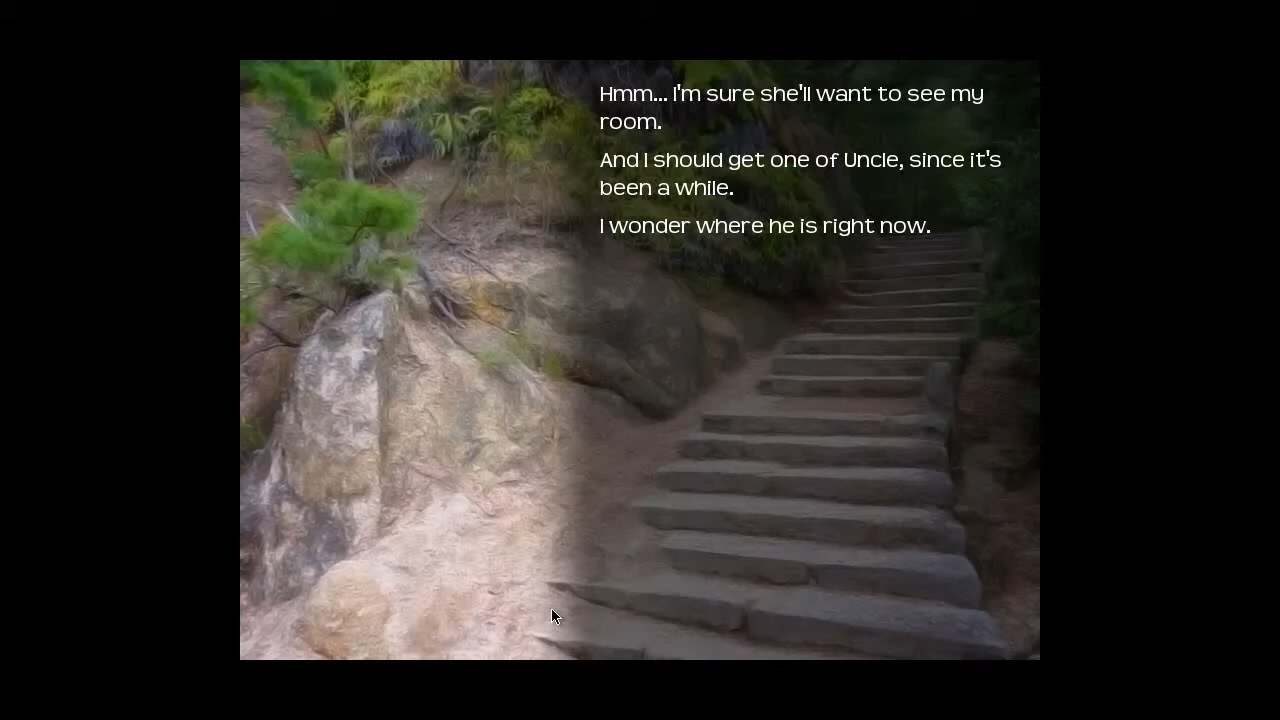 Hmm... I'm sure she'll want to see my
room.
And I should get one of Uncle, since it's
been a while.
I wonder where he is right now.